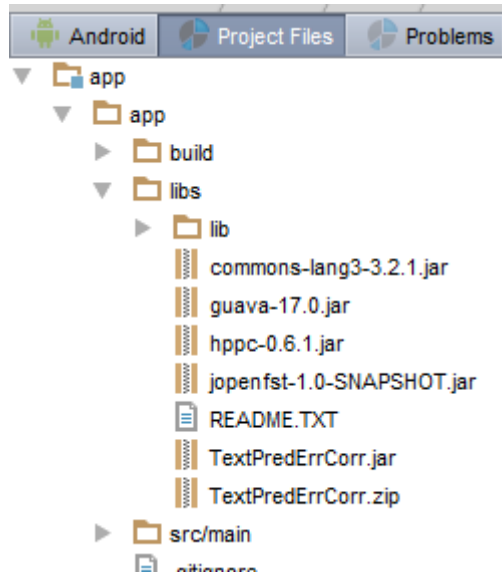 Android Project Files Problems
app
app
build
libs
lib
commons-lang3-3.2.1.jar
guava-17.0.jar
hppc-0.6.1.jar
jopenfst-1.0-SNAPSHOT.jar
README.TXT
TextPredErrCorr.jar
TextPredErrCorr.zip
src/main
.gitignore